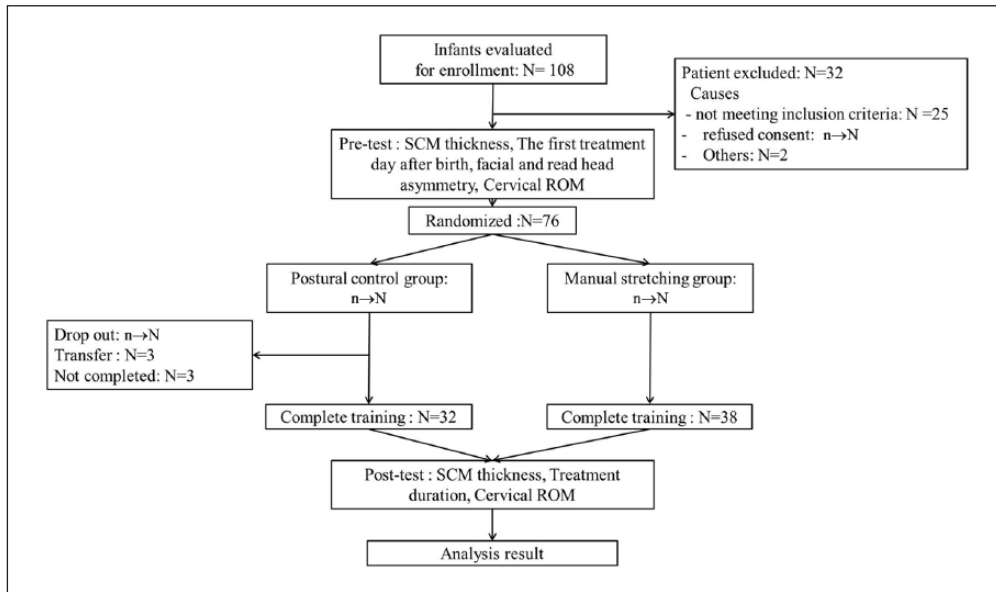 Infants evaluated
for enrollment: N= 108
Patient excluded: N=32
Causes
- not meeting inclusion criteria: N =25
- refused consent: n→N
- Others: N=2
Pre-test : SCM thickness, The first treatment
day after birth, facial and read head
asymmetry, Cervical ROM
Randomized :N=76
Postural control group:
n→N
Manual stretching group:
n→N
Drop out: n→N
Transfer : N=3
Not completed: N=3
Complete training : N=32
Complete training : N=38
Post-test : SCM thickness, Treatment
duration, Cervical ROM
Analysis result